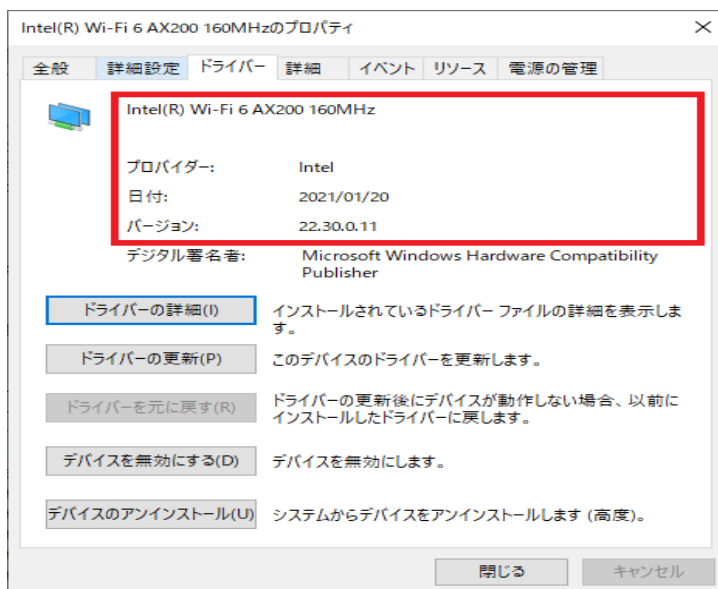 Intel(R) Wi-Fi 6 AX200 160MHzのプロパティ
全般 詳細設定 ドライバー 詳細 イベント リソース 電源の管理
Intel(R) Wi-Fi 6 AX200 160MHz
プロバイダー: Intel
日付: 2021/01/20
バージョン: 22.30.0.11
デジタル署名者: Microsoft Windows Hardware Compatibility
Publisher
ドライバーの詳細(I) インストールされているドライバー ファイルの詳細を表示しま
す。
ドライバーの更新(P) このデバイスのドライバーを更新します。
ドライバーを元に戻す(R) ドライバーの更新後にデバイスが動作しない場合、以前に
インストールしたドライバーに戻します。
デバイスを無効にする(D) デバイスを無効にします。
デバイスのアンインストール(U) システムからデバイスをアンインストールします (高度)。
閉じる キャンセル